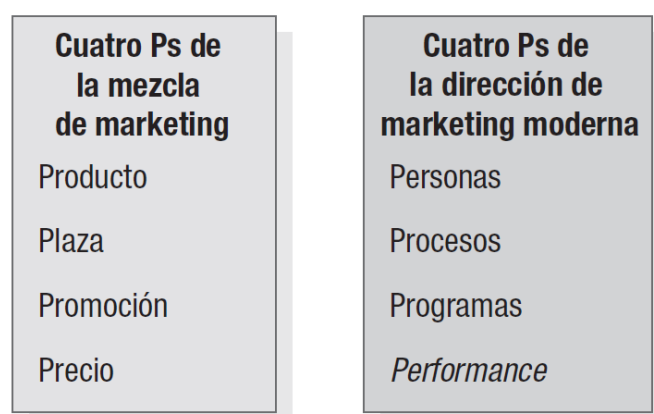 Cuatro Ps de
la mezcla
de marketing
Producto
Plaza
Promoción
Precio
Cuatro Ps de
la dirección de
marketing moderna
Personas
Procesos
Programas
Performance